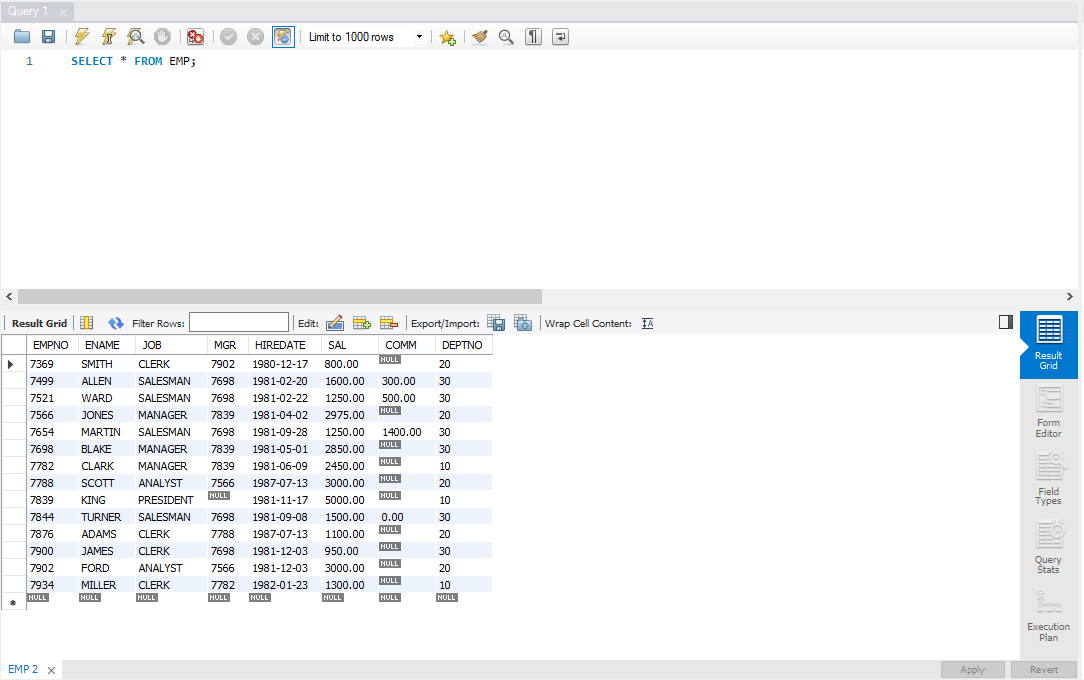 Query 1
Limit to 1000 rows
1 SELECT * FROM EMP;
Result Grid Filter Rows: Edit: Export/Import: Wrap Cell Content: IA
EMPNO ENAME JOB MGR HIREDATE SAL COMM DEPTNO
7369 SMITH CLERK 7902 1980-12-17 800.00 NULL 20
7499 ALLEN SALESMAN 7698 1981-02-20 1600.00 300.00 30
7521 WARD SALESMAN 7698 1981-02-22 1250.00 500.00 30
7566 JONES MANAGER 7839 1981-04-02 2975.00 NULL 20
7654 MARTIN SALESMAN 7698 1981-09-28 1250.00 1400.00 30
7698 BLAKE MANAGER 7839 1981-05-01 2850.00 NULL 30
7782 CLARK MANAGER 7839 1981-06-09 2450.00 NULL 10
7788 SCOTT ANALYST 7566 1987-07-13 3000.00 NULL 20
7839 KING PRESIDENT NULL 1981-11-17 5000.00 NULL 10
7844 TURNER SALESMAN 7698 1981-09-08 1500.00 0.00 30
7876 ADAMS CLERK 7788 1987-07-13 1100.00 NULL 20
7900 JAMES CLERK 7698 1981-12-03 950.00 NULL 30
7902 FORD ANALYST 7566 1981-12-03 3000.00 NULL 20
7934 MILLER CLERK 7782 1982-01-23 1300.00 NULL 10
NULL NULL NULL NULL NULL NULL NULL NULL
Result
Grid
Form
Editor
Field
Types
Query
Stats
Execution
Plan
EMP 2
Apply Revert